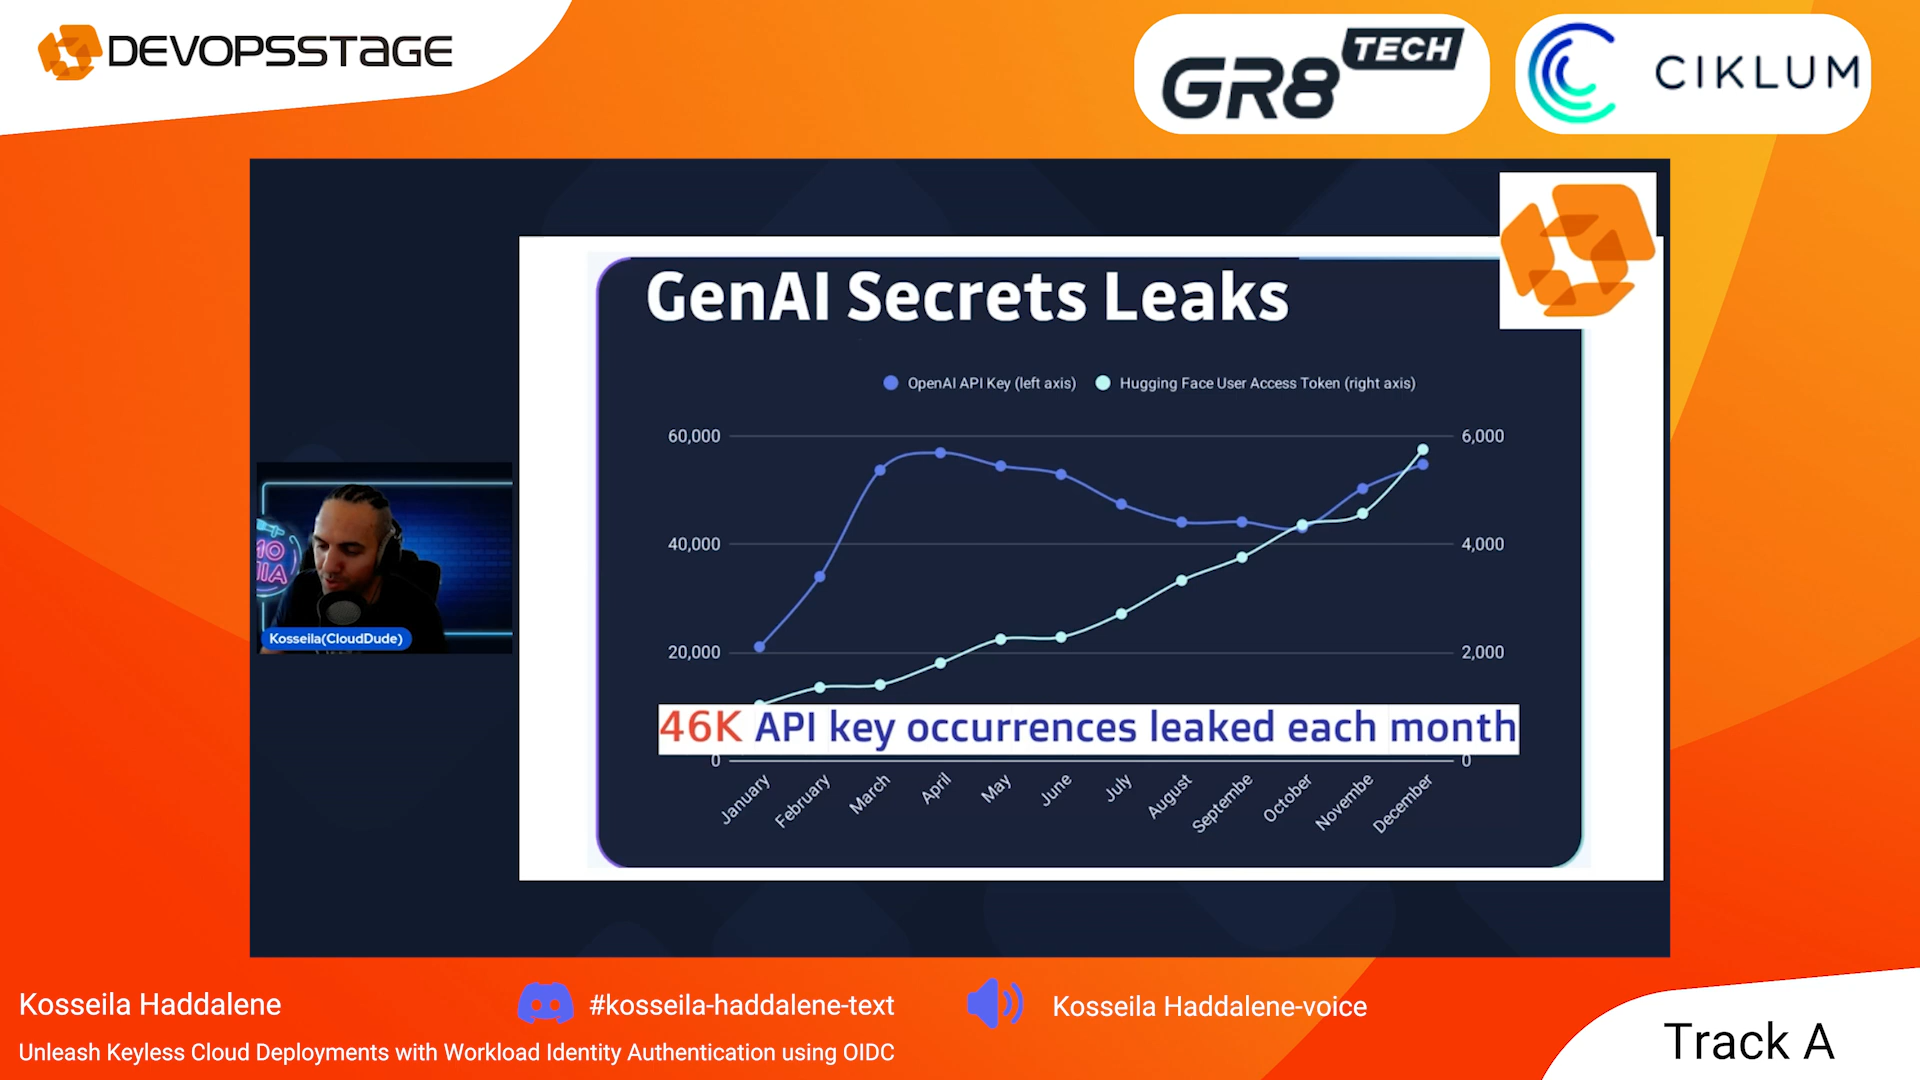 DEVOPSSTAGE
GR8 TECH
CIKLUM
GenAI Secrets Leaks
OpenAI API Key (left axis)
Hugging Face User Access Token (right axis)
60,000
6,000
40,000
4,000
20,000
2,000
46K API key occurrences leaked each month
0
0
January
February
March
April
May
June
July
August
Septembe
October
Novembe
December
Kosseila(CloudDude)
Kosseila Haddalene
#kosseila-haddalene-text
Kosseila Haddalene-voice
Unleash Keyless Cloud Deployments with Workload Identity Authentication using OIDC
Track A